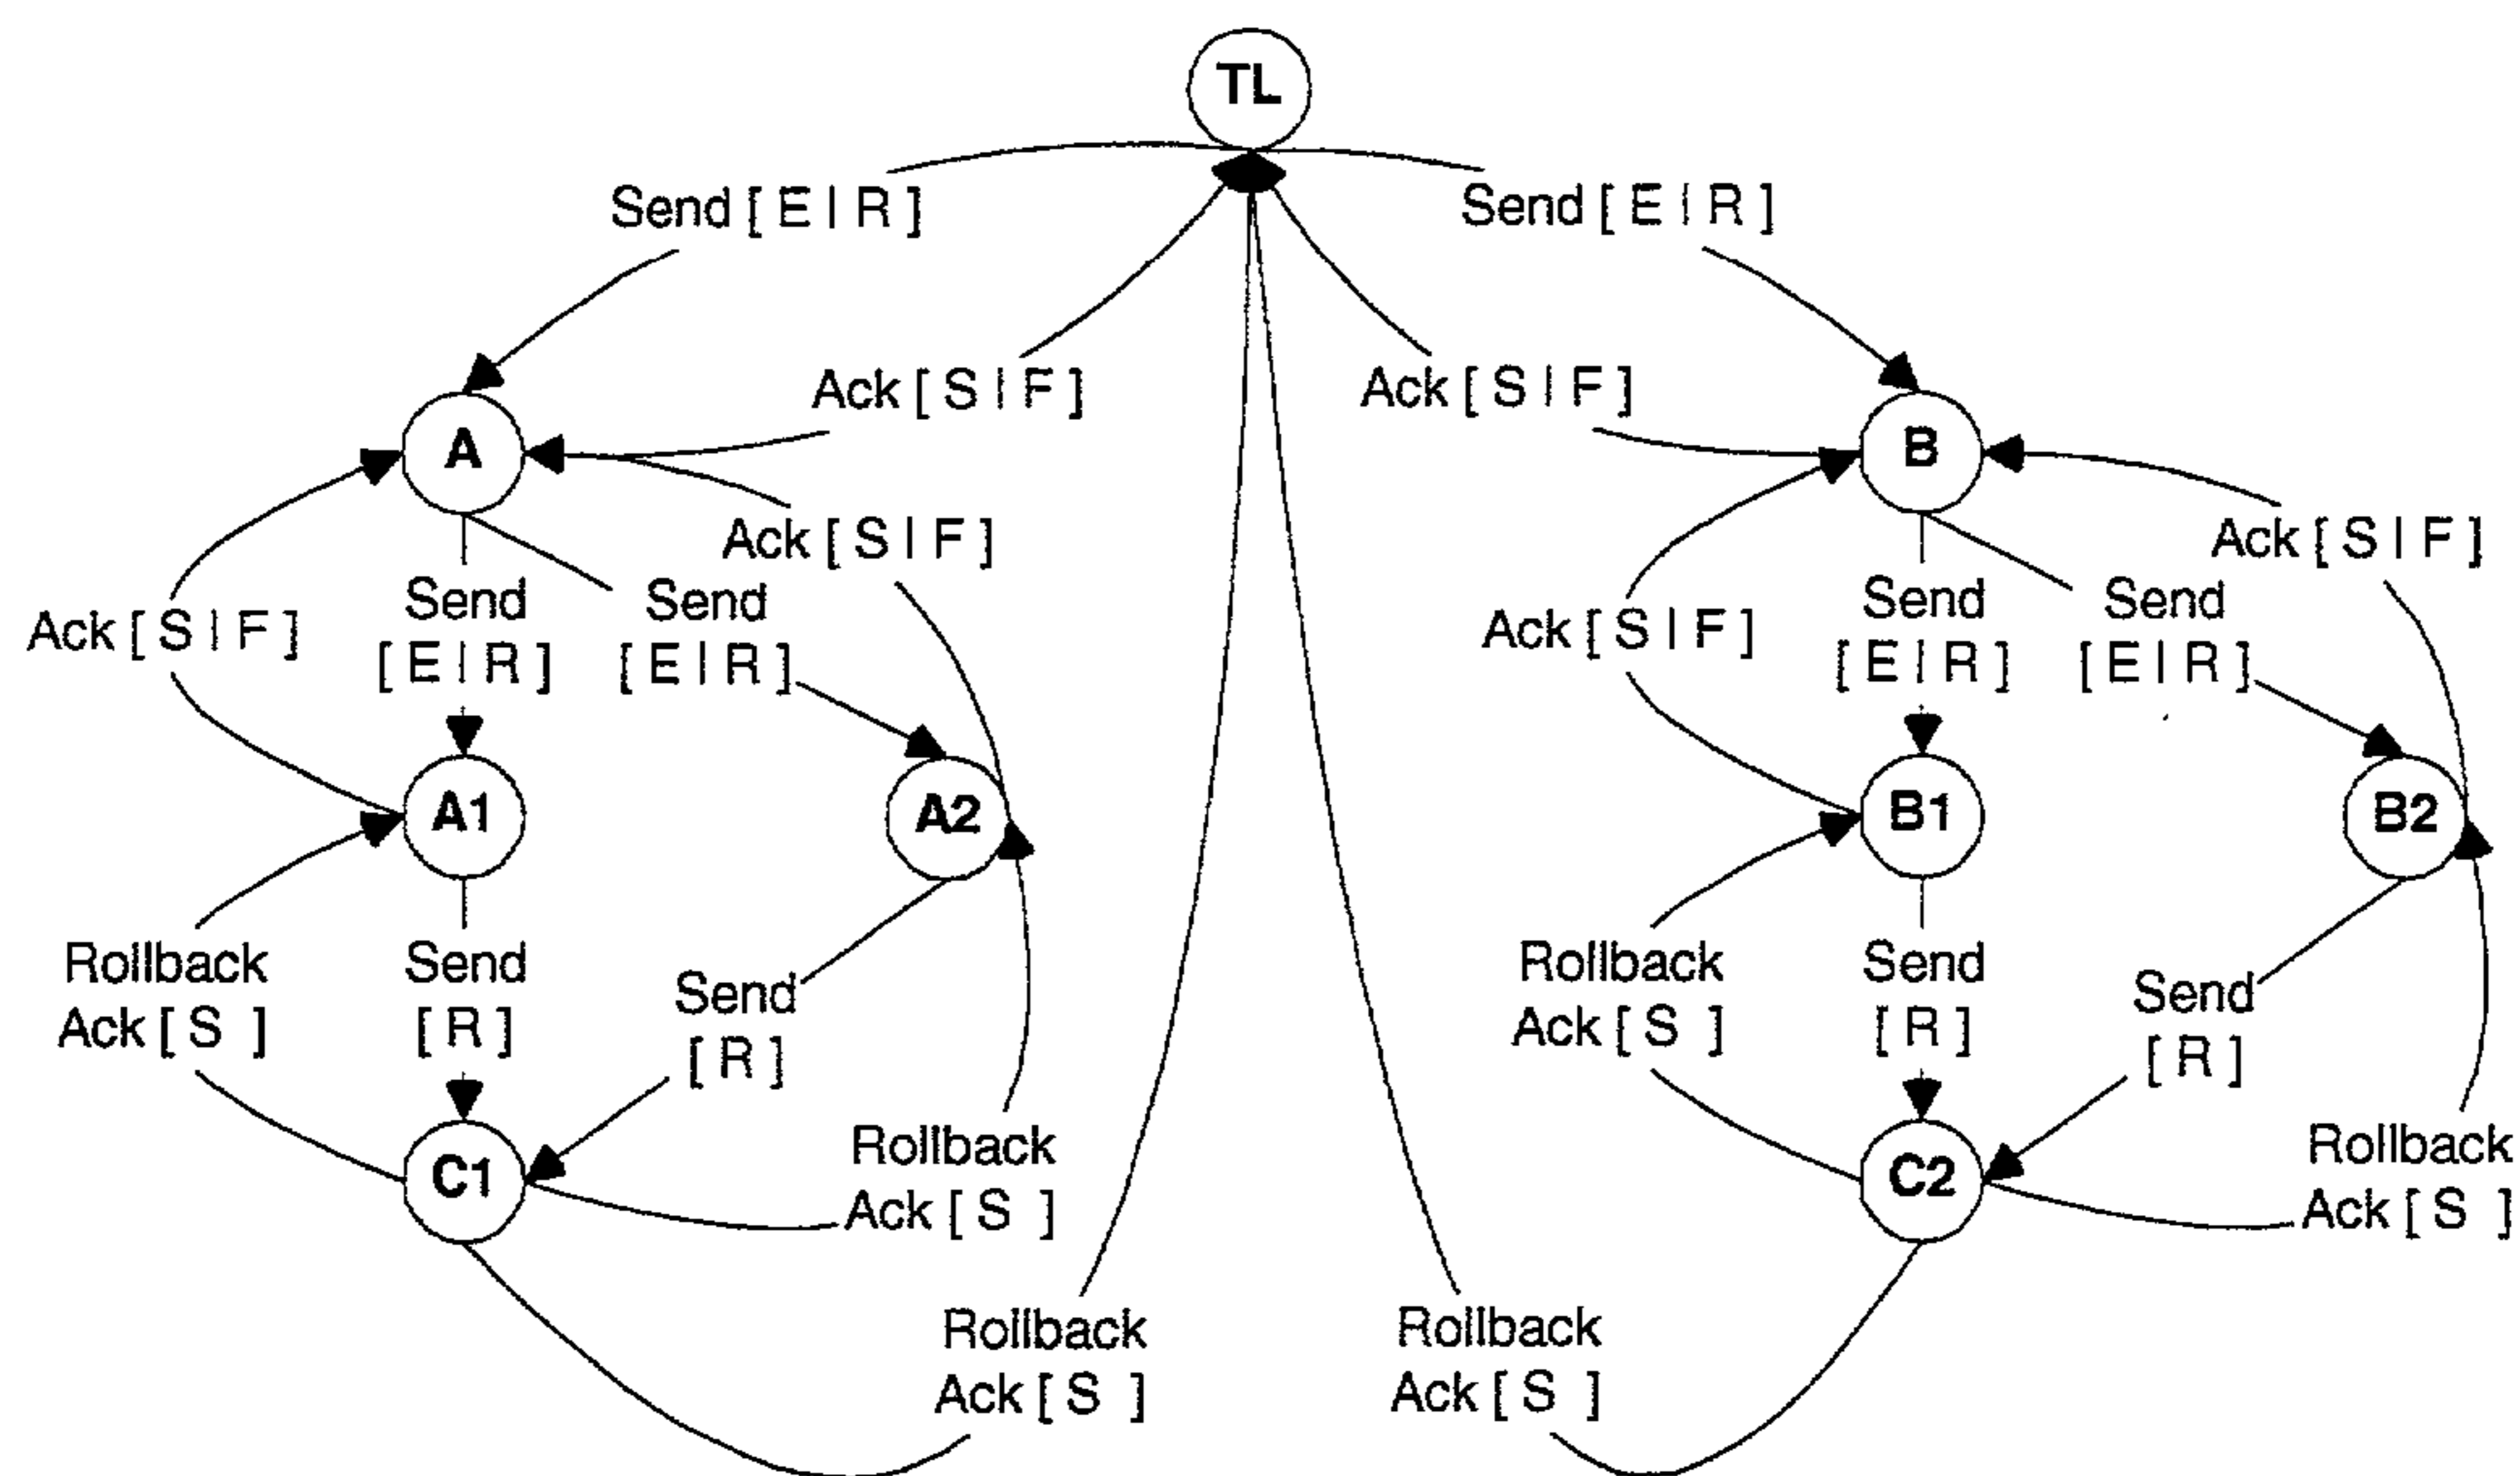 TL
Send [ E | R ]
Send [ E | R ]
Ack [ S | F ]
Ack [ S | F ]
A
B
Ack [ S | F ]
Ack [ S | F ]
Send
[ E | R ]
Send
[ E | R ]
Ack [ S | F ]
Send
[ E | R ]
Send
[ E | R ]
Ack [ S | F ]
A1
A2
B1
B2
Rollback
Ack [ S ]
Send
[ R ]
Send
[ R ]
Rollback
Ack [ S ]
Send
[ R ]
Send
[ R ]
C1
Rollback
Ack [ S ]
C2
Rollback
Ack [ S ]
Rollback
Ack [ S ]
Rollback
Ack [ S ]